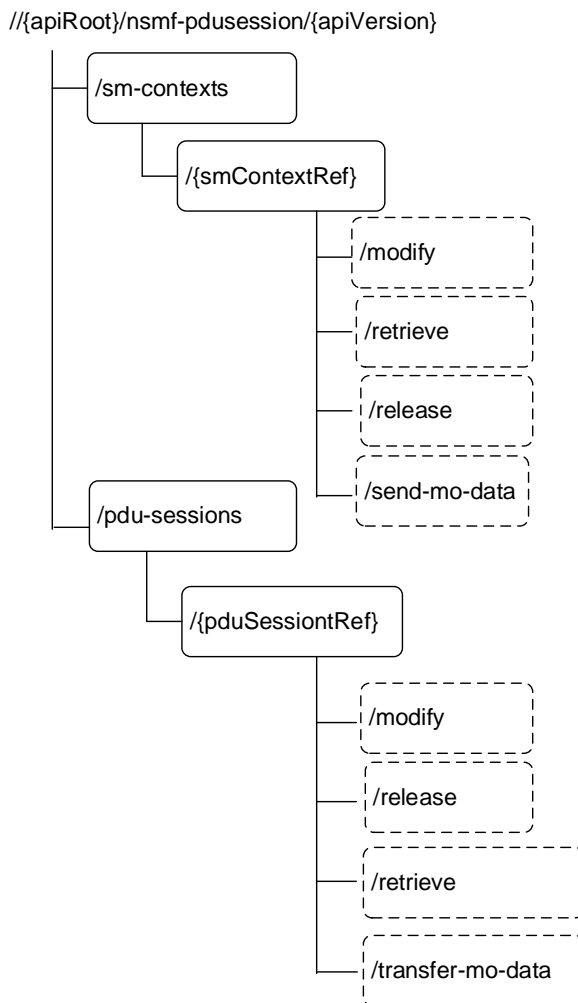 //{apiRoot}/nsmf-pdusession/{apiVersion}
/sm-contexts
/{smContextRef}
/modify
/retrieve
/release
/send-mo-data
/pdu-sessions
/{pduSessiontRef}
/modify
/release
/retrieve
/transfer-mo-data